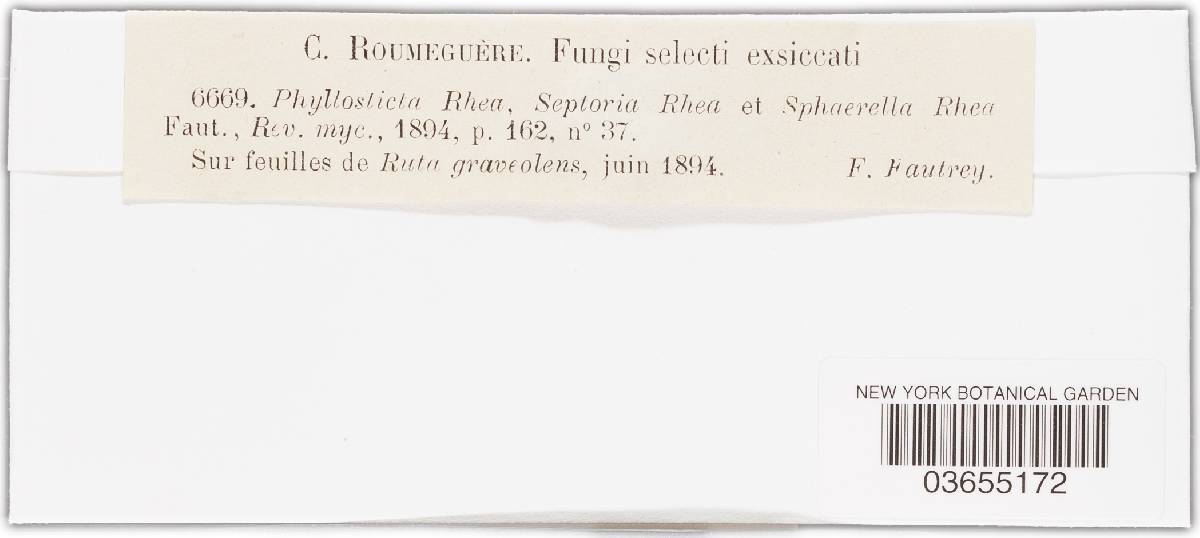 C. ROUMEGUÈRE. Fungi selecti exsiccati
6669. Phyllosticta Rhea, Septoria Rhea et Sphaerella Rhea
Faut., Rev. myc., 1894, p. 162, nº 37.
Sur feuilles de Ruta graveolens, juin 1894. F. Fautrey.
NEW YORK BOTANICAL GARDEN
03655172